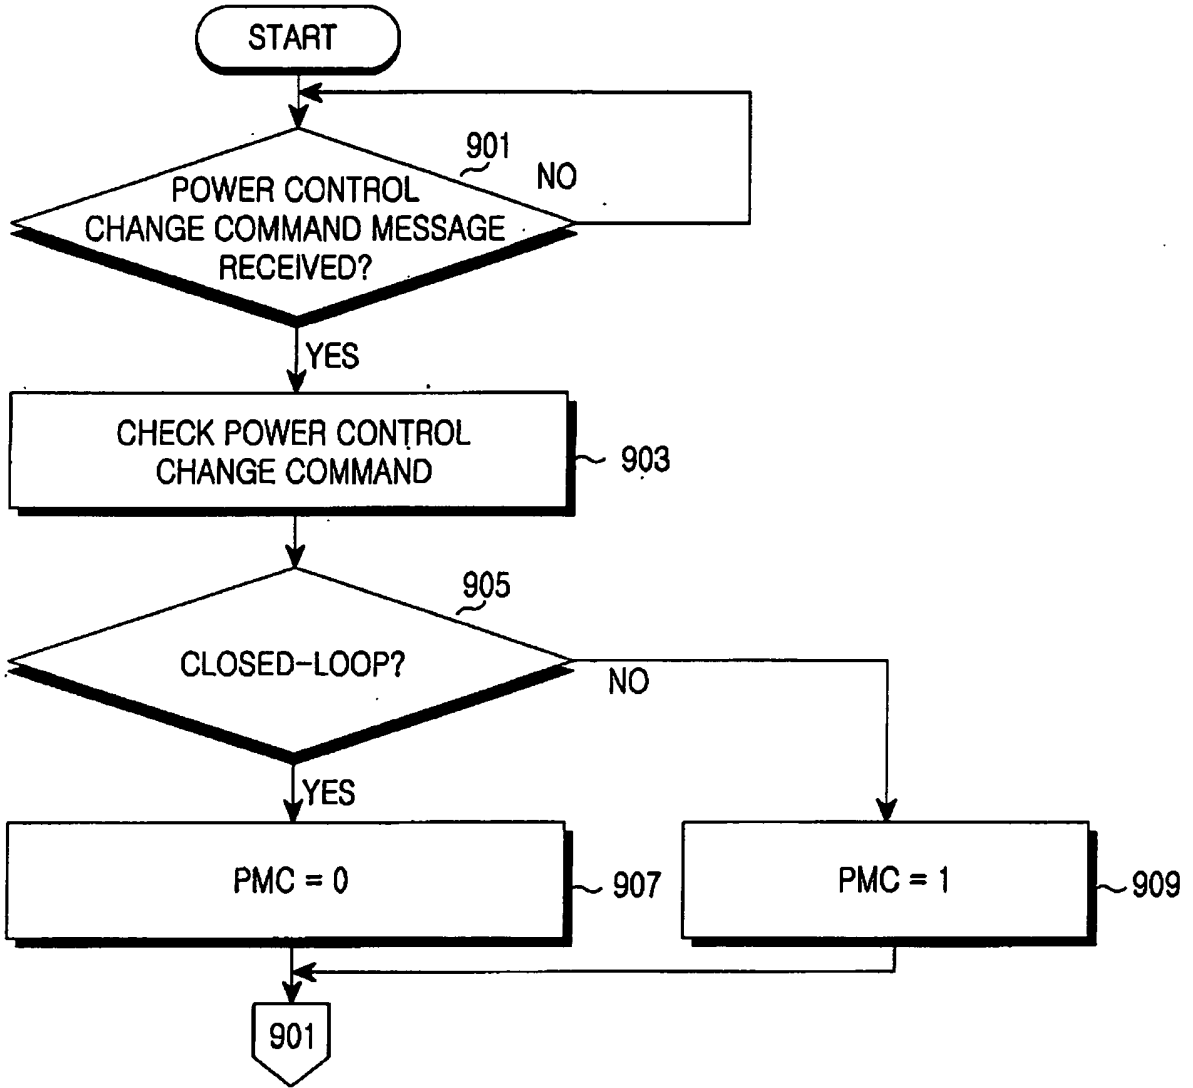 START
901
NO
POWER CONTROL
CHANGE COMMAND MESSAGE
RECEIVED?
YES
CHECK POWER CONTROL
CHANGE COMMAND
903
905
CLOSED-LOOP?
NO
YES
PMC = 0
907
PMC = 1
909
901